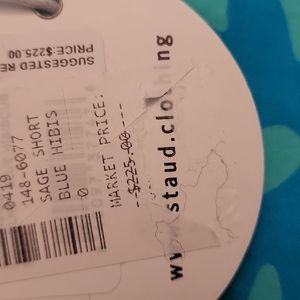 SUGGESTED RE
PRICE:$225.00
0419
148-6077
SAGE SHORT
BLUE HIBIS
0
MARKET PRICE:
--$225.00---
staud.clothing